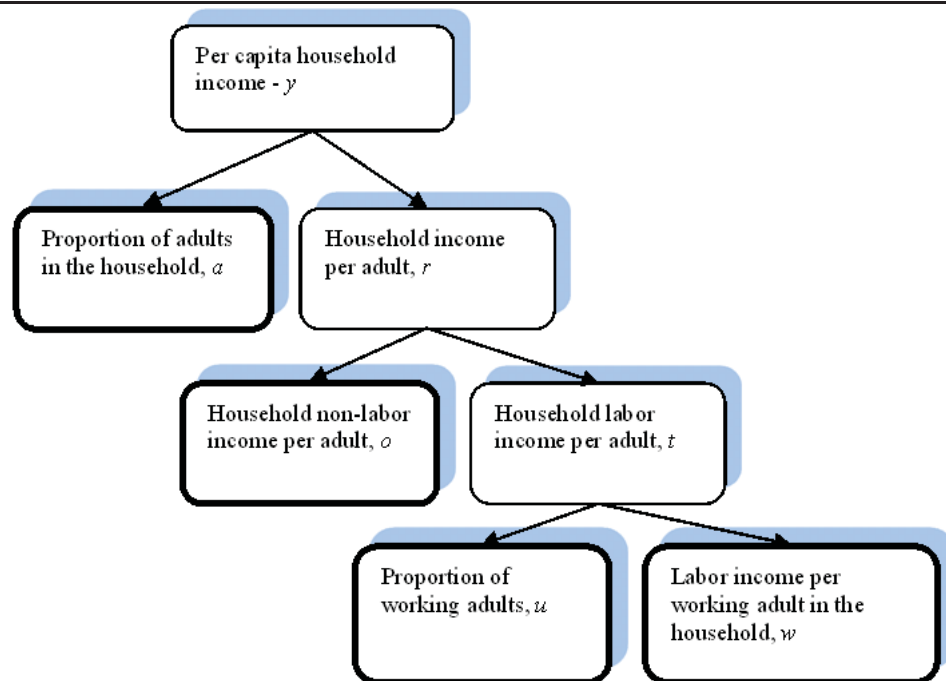 Per capita household
income - y
Proportion of adults
in the household, a
Household income
per adult, r
Household non-labor
income per adult, o
Household labor
income per adult, t
Proportion of
working adults, u
Labor income per
working adult in the
household, w